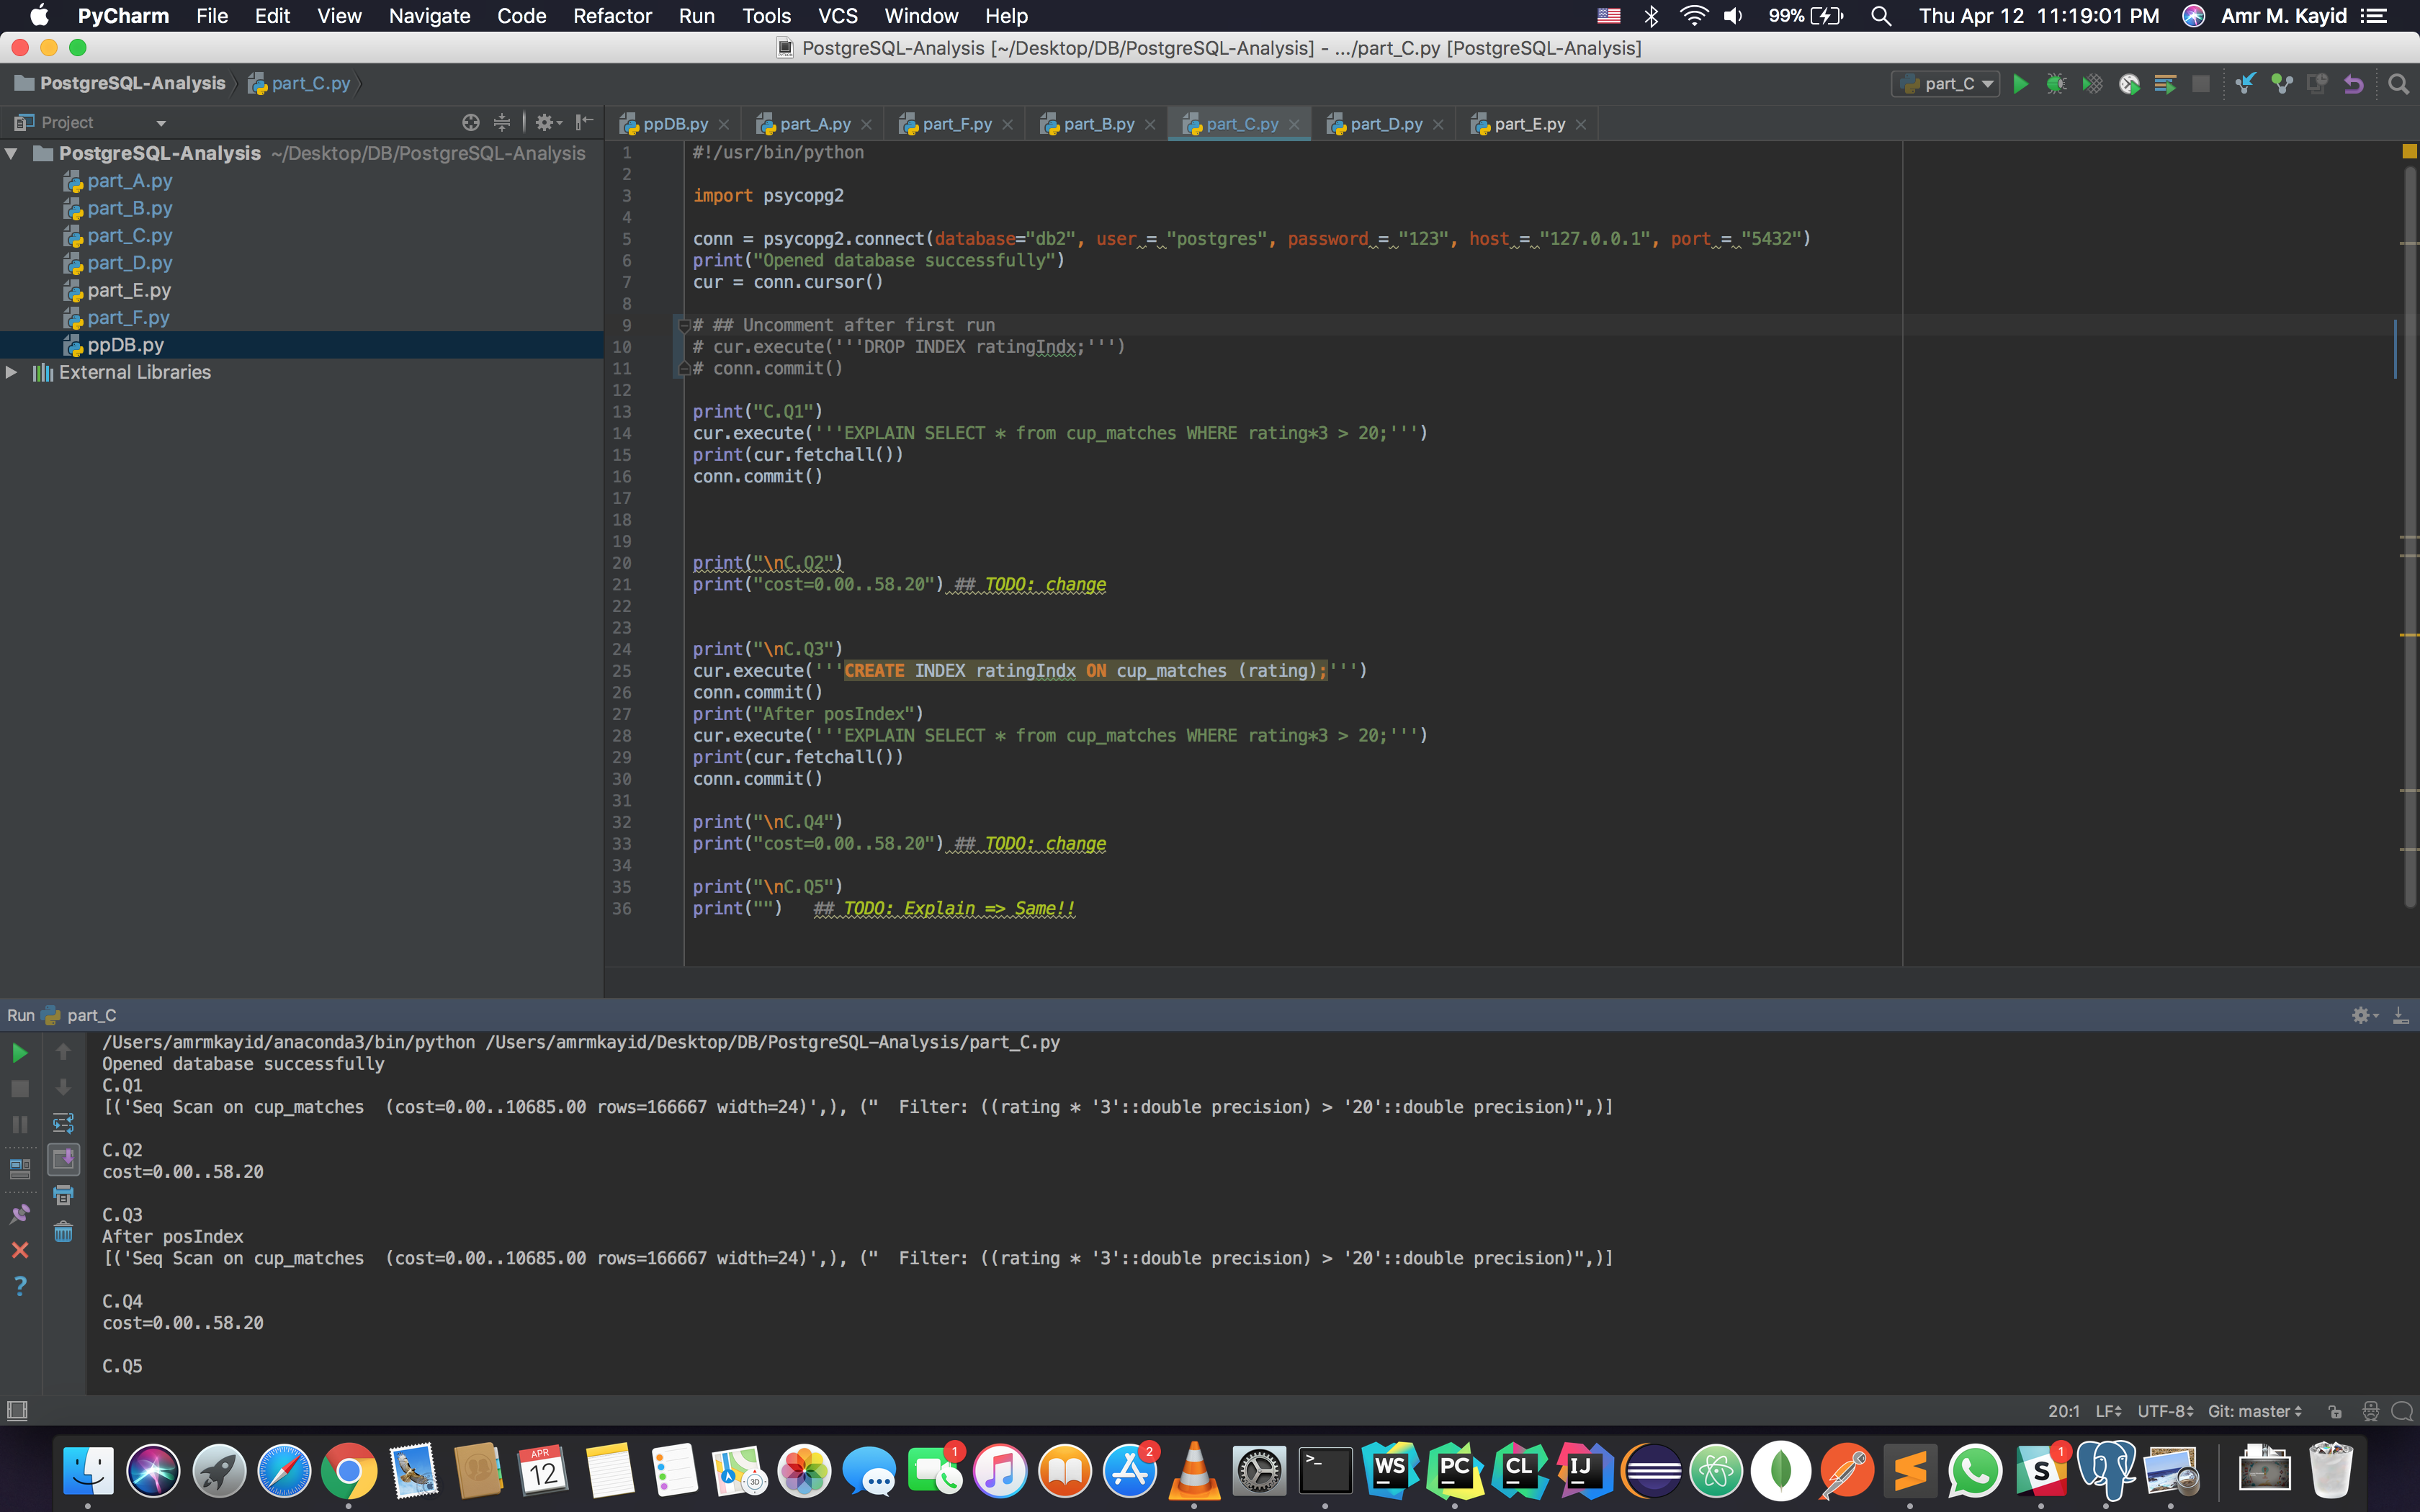 PyCharm File Edit View Navigate Code Refactor Run Tools VCS Window Help 99% Thu Apr 12 11:19:01 PM Amr M. Kayid
PostgreSQL-Analysis [~/Desktop/DB/PostgreSQL-Analysis] - .../part_C.py [PostgreSQL-Analysis]
PostgreSQL-Analysis part_C.py part_C
Project
PostgreSQL-Analysis ~/Desktop/DB/PostgreSQL-Analysis
part_A.py
part_B.py
part_C.py
part_D.py
part_E.py
part_F.py
ppDB.py
External Libraries
ppDB.py part_A.py part_F.py part_B.py part_C.py part_D.py part_E.py
1 #!/usr/bin/python
2
3 import psycopg2
4
5 conn = psycopg2.connect(database="db2", user = "postgres", password = "123", host = "127.0.0.1", port = "5432")
6 print("Opened database successfully")
7 cur = conn.cursor()
8
9 # ## Uncomment after first run
10 # cur.execute('''DROP INDEX ratingIndx;''')
11 # conn.commit()
12
13 print("C.Q1")
14 cur.execute('''EXPLAIN SELECT * from cup_matches WHERE rating*3 > 20;''')
15 print(cur.fetchall())
16 conn.commit()
17
18
19
20 print("\nC.Q2")
21 print("cost=0.00..58.20") ## TODO: change
22
23
24 print("\nC.Q3")
25 cur.execute('''CREATE INDEX ratingIndx ON cup_matches (rating);''')
26 conn.commit()
27 print("After posIndex")
28 cur.execute('''EXPLAIN SELECT * from cup_matches WHERE rating*3 > 20;''')
29 print(cur.fetchall())
30 conn.commit()
31
32 print("\nC.Q4")
33 print("cost=0.00..58.20") ## TODO: change
34
35 print("\nC.Q5")
36 print("") ## TODO: Explain => Same!!
Run part_C
/Users/amrmkayid/anaconda3/bin/python /Users/amrmkayid/Desktop/DB/PostgreSQL-Analysis/part_C.py
Opened database successfully
C.Q1
[('Seq Scan on cup_matches  (cost=0.00..10685.00 rows=166667 width=24)',), ("  Filter: ((rating * '3'::double precision) > '20'::double precision)",)]
C.Q2
cost=0.00..58.20
C.Q3
After posIndex
[('Seq Scan on cup_matches  (cost=0.00..10685.00 rows=166667 width=24)',), ("  Filter: ((rating * '3'::double precision) > '20'::double precision)",)]
C.Q4
cost=0.00..58.20
C.Q5
20:1 LF UTF-8 Git: master
APR 12 3D 1 2 >_ WS PC CL IJ S 1